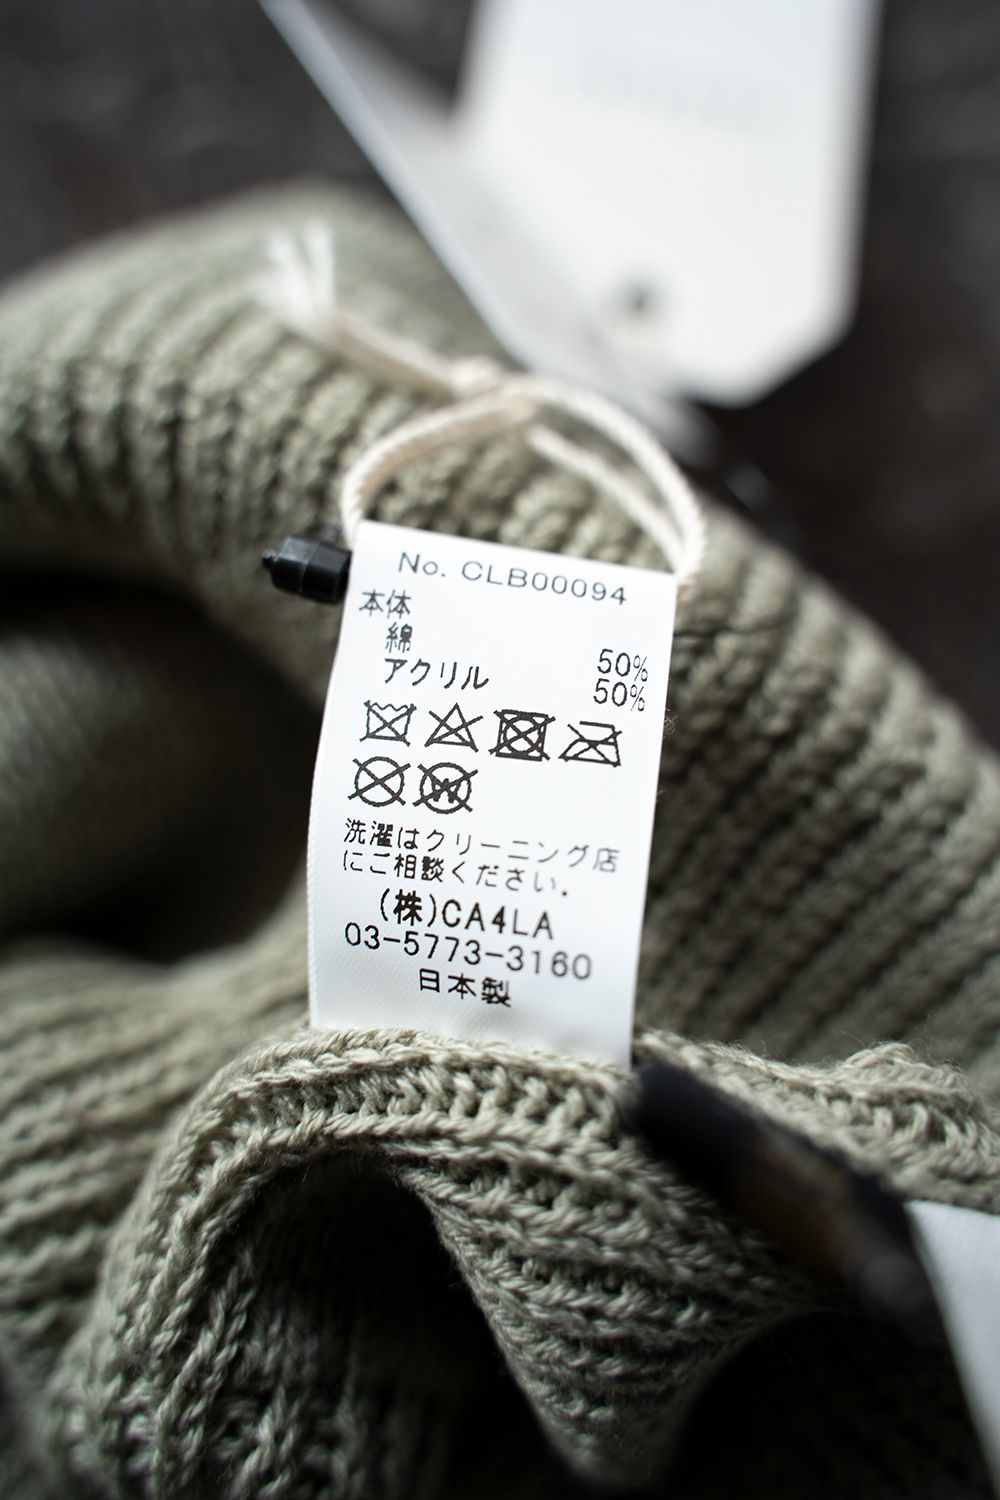 No. CLB00094
本体
綿 50%
アクリル 50%
W
洗濯はクリーニング店
にご相談ください.
(株)CA4LA
03-5773-3160
日本製